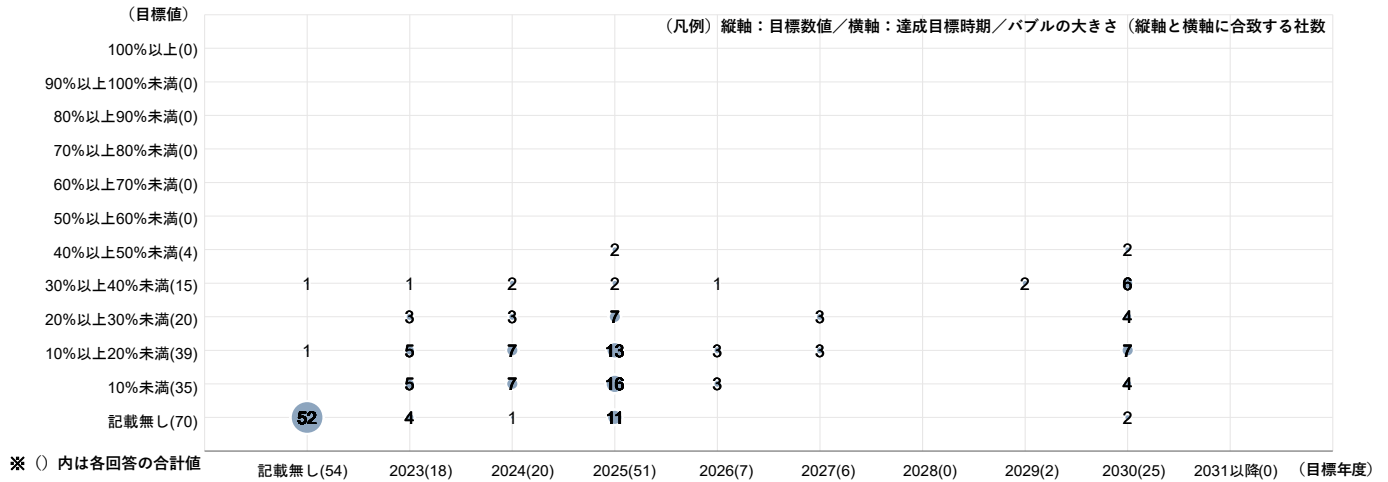 （目標値）
（凡例）縦軸：目標数値／横軸：達成目標時期／バブルの大きさ（縦軸と横軸に合致する社数
100%以上(0)
90%以上100%未満(0)
80%以上90%未満(0)
70%以上80%未満(0)
60%以上70%未満(0)
50%以上60%未満(0)
40%以上50%未満(4) 2 2
30%以上40%未満(15) 1 1 2 2 1 2 6
20%以上30%未満(20) 3 3 7 3 4
10%以上20%未満(39) 1 5 7 13 3 3 7
10%未満(35) 5 7 16 3 4
記載無し(70) 52 4 1 11 2
※（）内は各回答の合計値 記載無し(54) 2023(18) 2024(20) 2025(51) 2026(7) 2027(6) 2028(0) 2029(2) 2030(25) 2031以降(0) （目標年度）